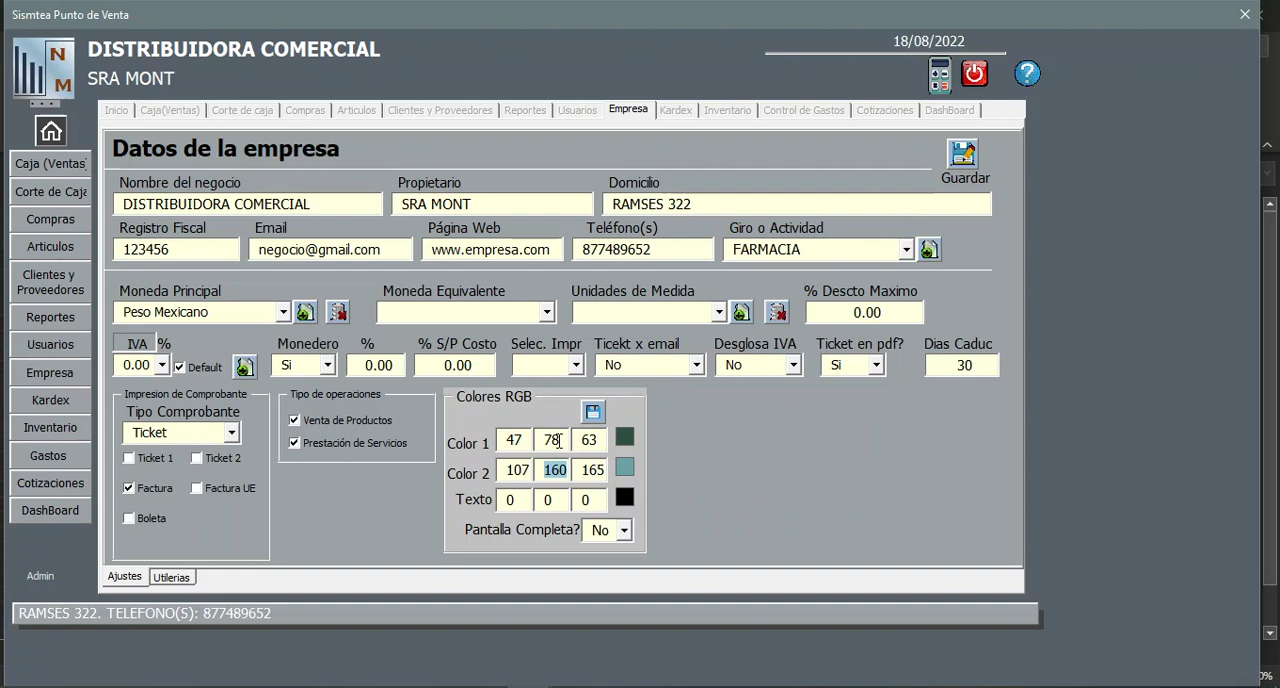 Sismtea Punto de Venta
N
M
DISTRIBUIDORA COMERCIAL
SRA MONT
18/08/2022
?
Inicio Caja(Ventas) Corte de caja Compras Articulos Clientes y Proveedores Reportes Usuarios Empresa Kardex Inventario Control de Gastos Cotizaciones DashBoard
Caja (Ventas)
Corte de Caja
Compras
Articulos
Clientes y
Proveedores
Reportes
Usuarios
Empresa
Kardex
Inventario
Gastos
Cotizaciones
DashBoard
Admin
Datos de la empresa
Guardar
Nombre del negocio Propietario Domicilio
DISTRIBUIDORA COMERCIAL SRA MONT RAMSES 322
Registro Fiscal Email Página Web Teléfono(s) Giro o Actividad
123456 negocio@gmail.com www.empresa.com 877489652 FARMACIA
Moneda Principal Moneda Equivalente Unidades de Medida % Descto Maximo
Peso Mexicano 0.00
IVA % Monedero % % S/P Costo Selec. Impr Ticekt x email Desglosa IVA Ticket en pdf? Dias Caduc
0.00 Default Si 0.00 0.00 No No Si 30
Impresion de Comprobante
Tipo Comprobante
Ticket
Ticket 1 Ticket 2
Factura Factura UE
Boleta
Tipo de operaciones
Venta de Productos
Prestación de Servicios
Colores RGB
Color 1 47 78 63
Color 2 107 160 165
Texto 0 0 0
Pantalla Completa? No
Ajustes Utilerias
RAMSES 322. TELEFONO(S): 877489652
0%